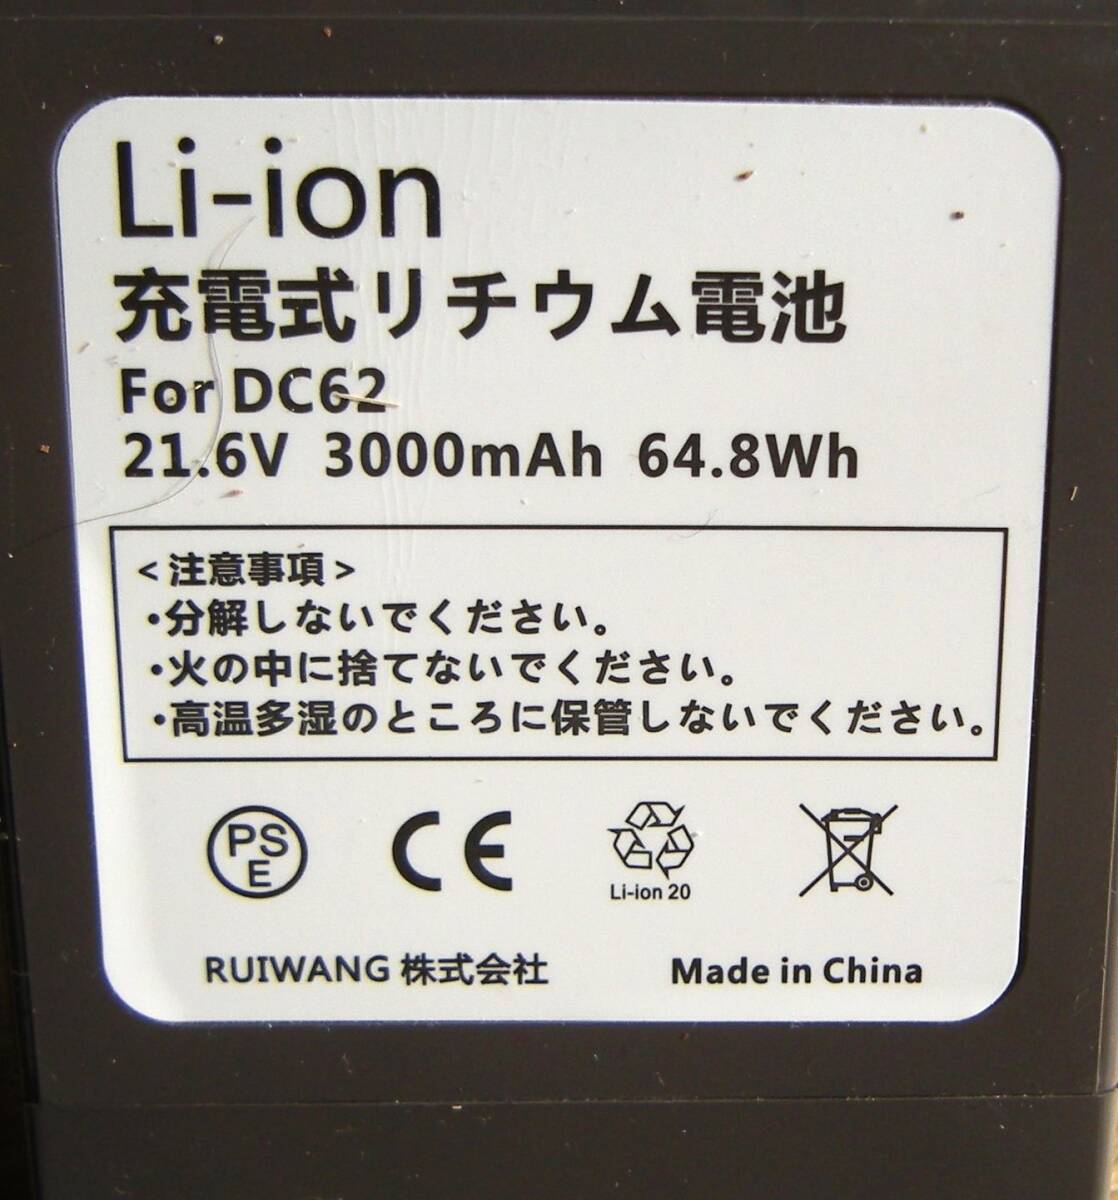 Li-ion
充電式リチウム電池
For DC62
21.6V 3000mAh 64.8Wh
<注意事項>
・分解しないでください。
・火の中に捨てないでください。
・高温多湿のところに保管しないでください。
PS
E
CE
Li-ion 20
RUIWANG 株式会社
Made in China